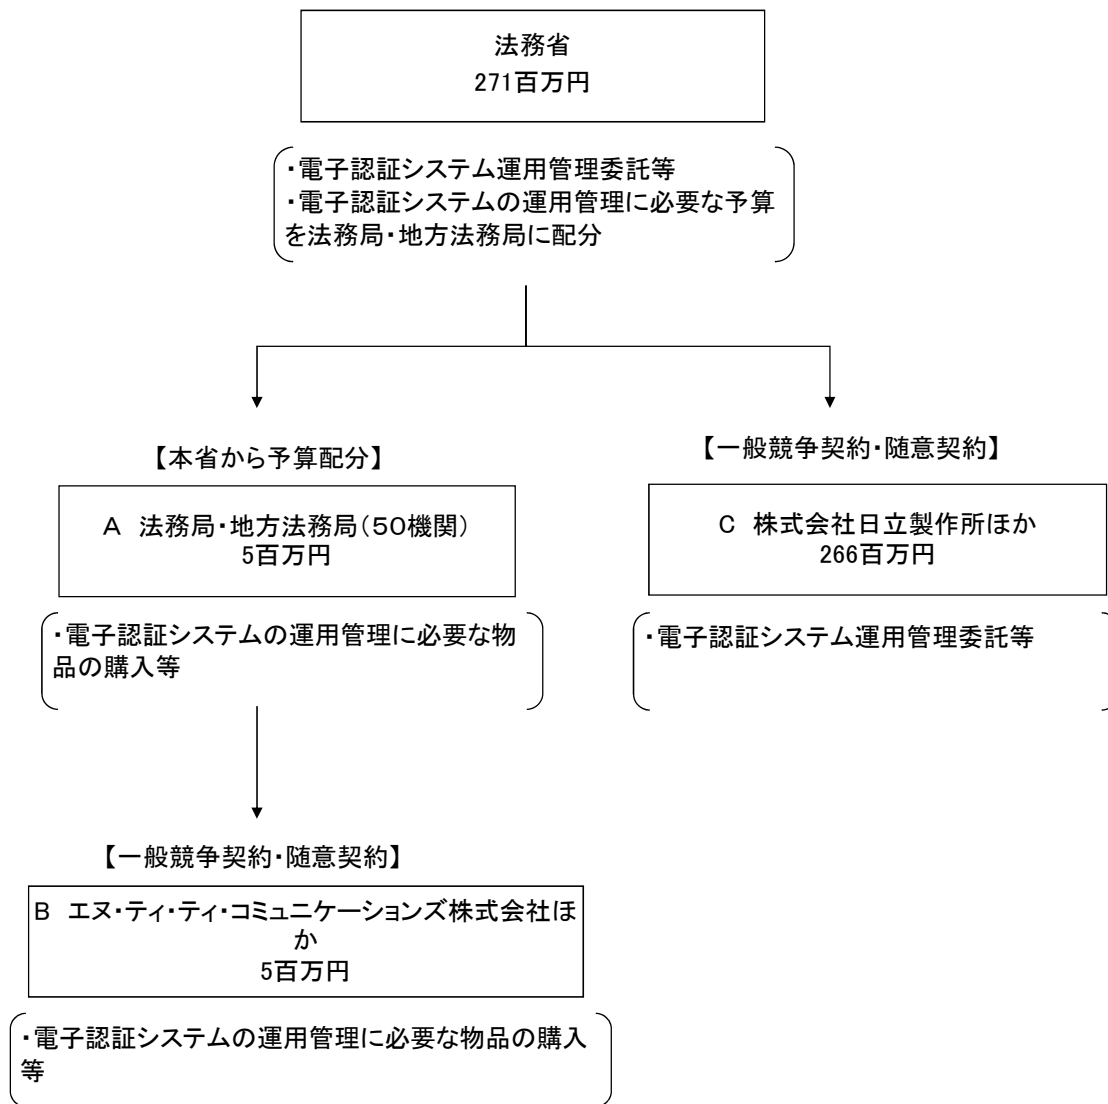 法務省
271百万円
・電子認証システム運用管理委託等
・電子認証システムの運用管理に必要な予算
を法務局・地方法務局に配分
【本省から予算配分】
A　法務局・地方法務局（50機関）
5百万円
・電子認証システムの運用管理に必要な物
品の購入等
【一般競争契約・随意契約】
C　株式会社日立製作所ほか
266百万円
・電子認証システム運用管理委託等
【一般競争契約・随意契約】
B　エヌ・ティ・ティ・コミュニケーションズ株式会社ほ
か
5百万円
・電子認証システムの運用管理に必要な物品の購入
等